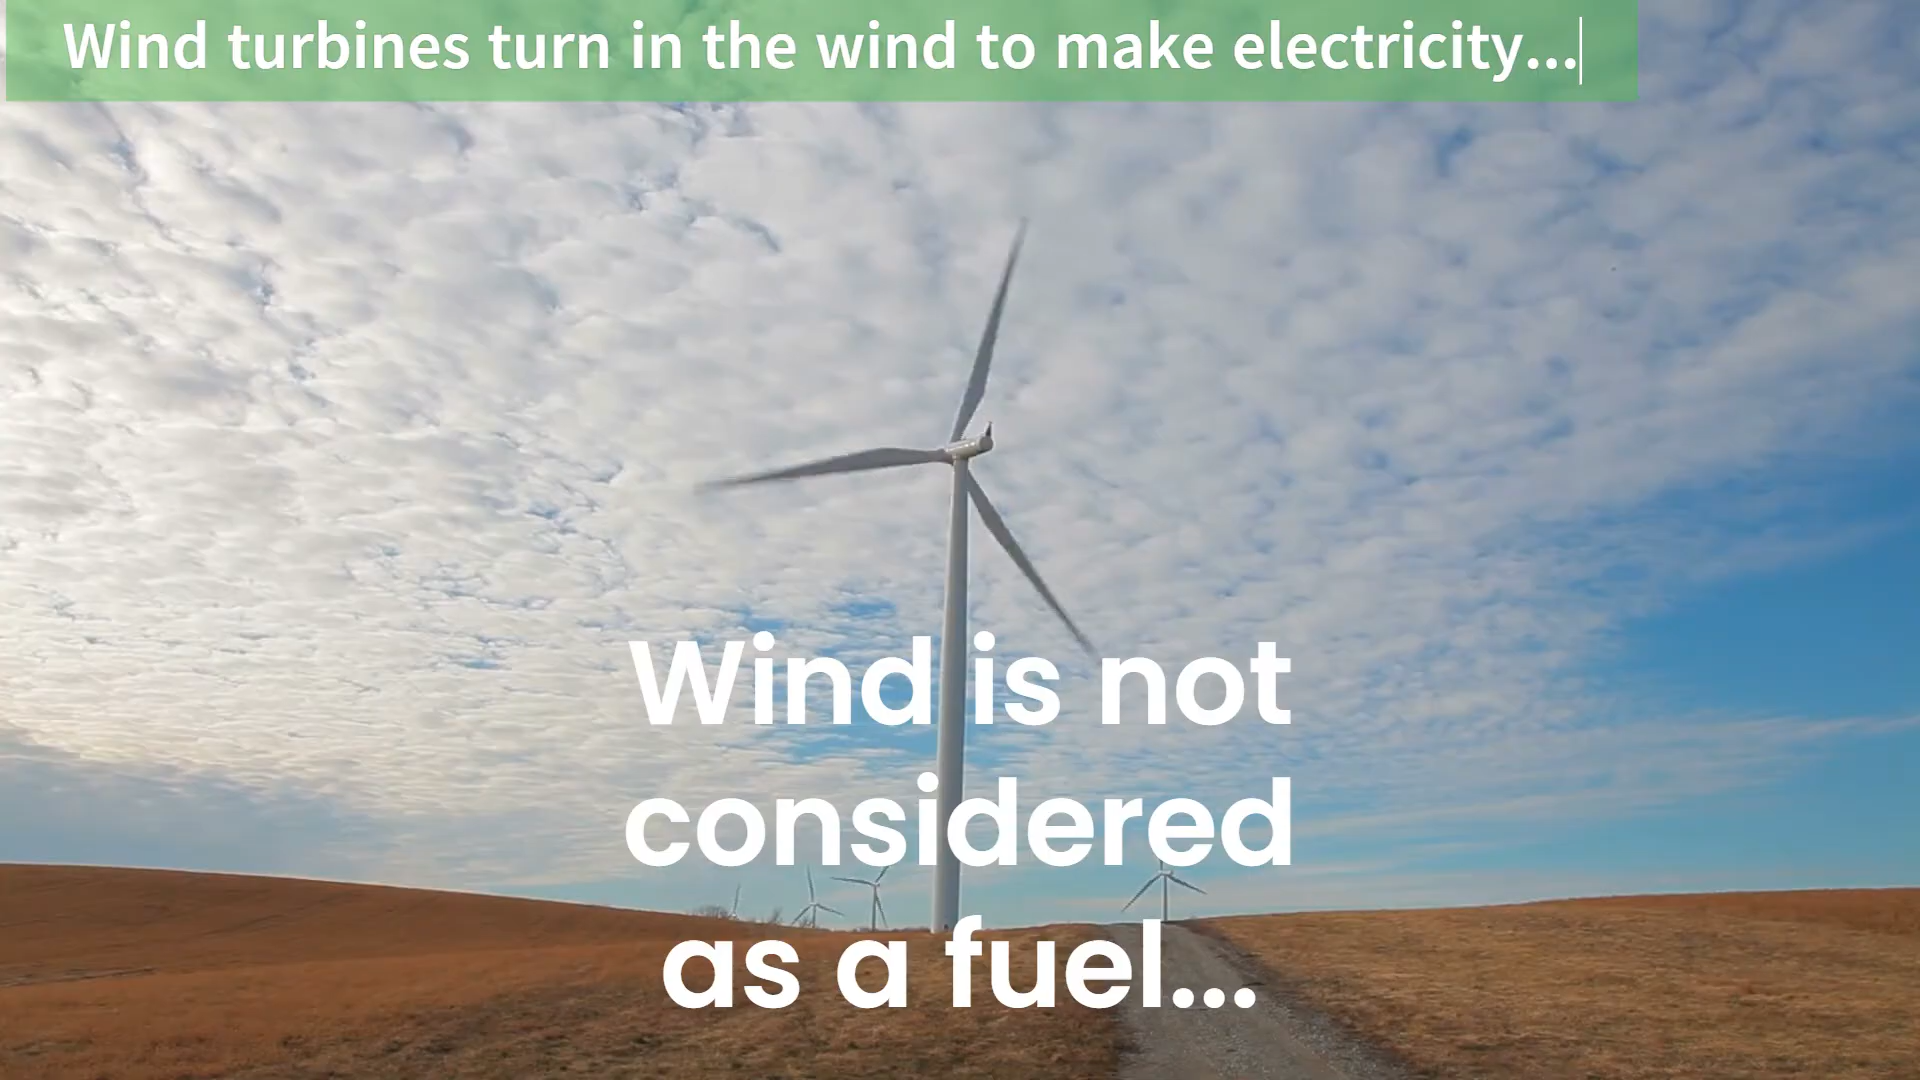 Wind turbines turn in the wind to make electricity...
Wind is not
considered
as a fuel...